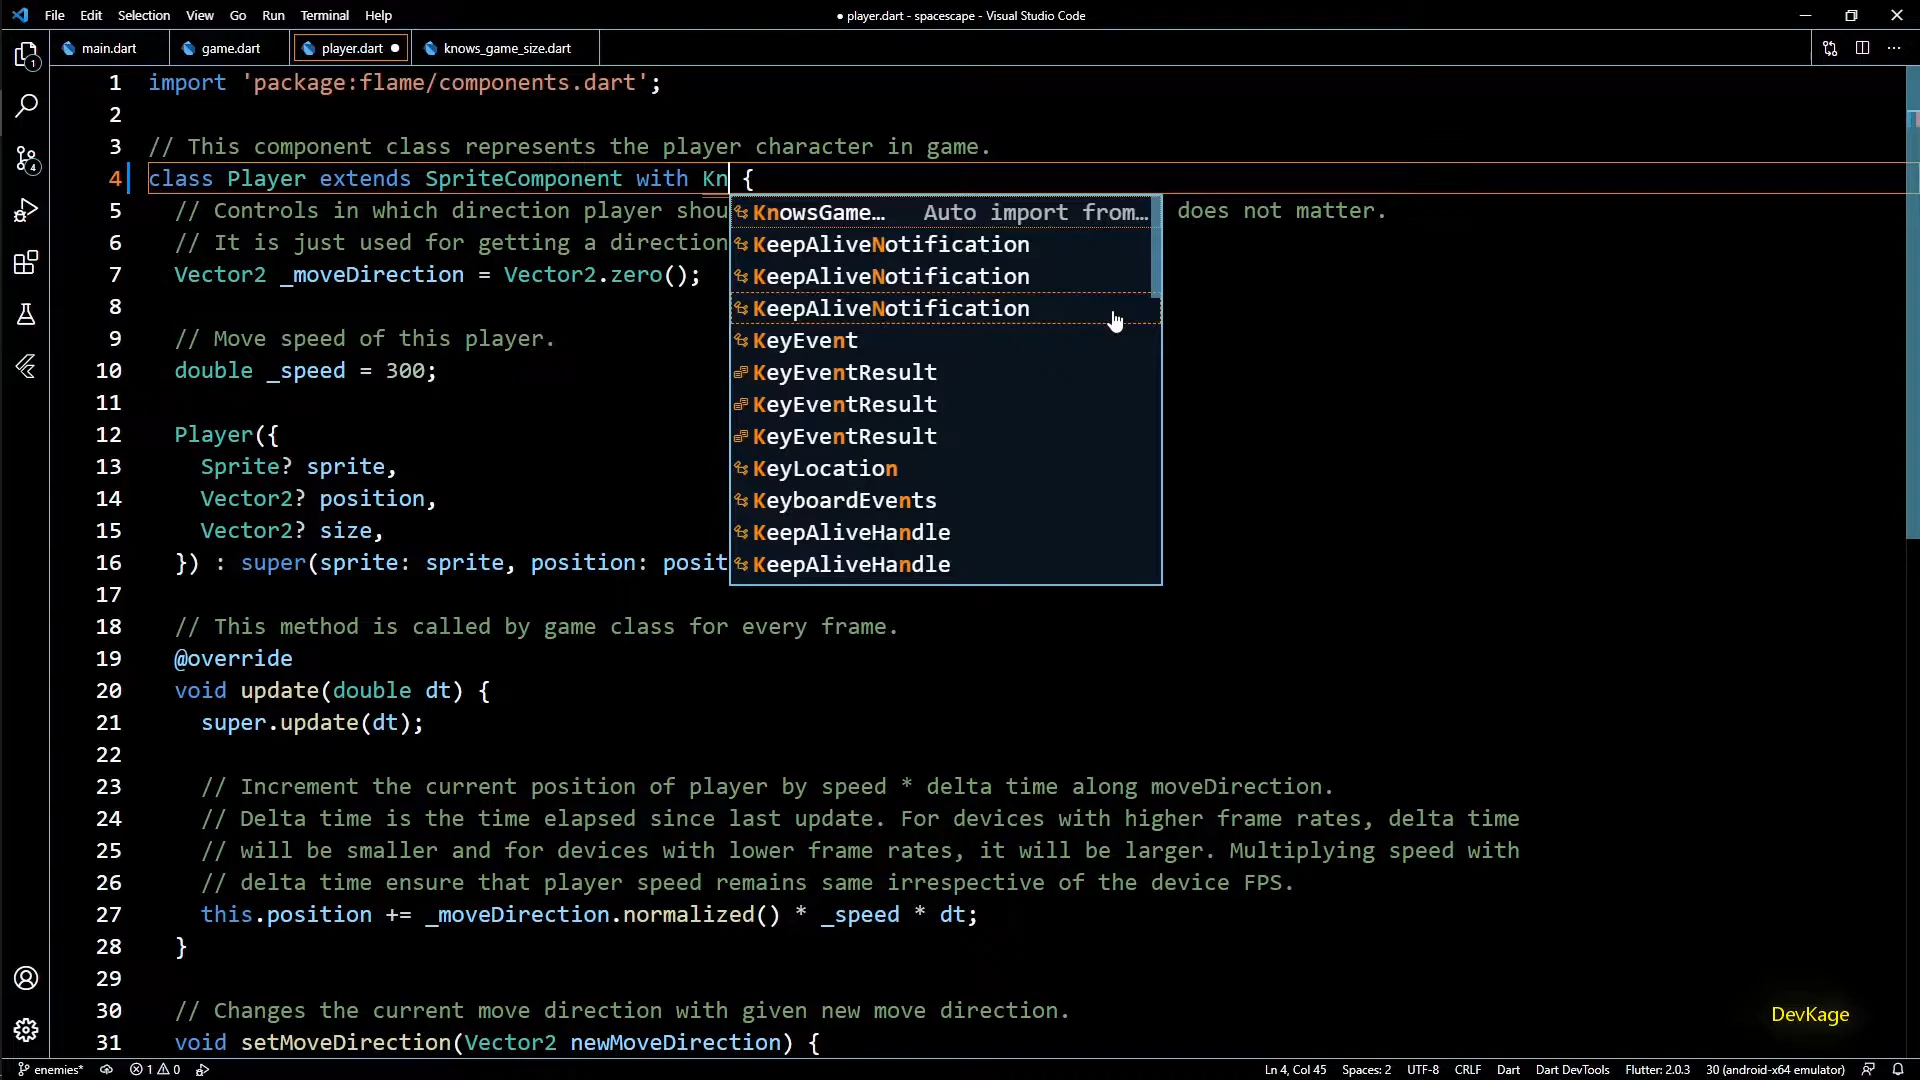 File Edit Selection View Go Run Terminal Help
● player.dart - spacescape - Visual Studio Code
main.dart game.dart player.dart ● knows_game_size.dart
1 import 'package:flame/components.dart';
2
3 // This component class represents the player character in game.
4 class Player extends SpriteComponent with Kn {
5 // Controls in which direction player shou does not matter.
6 // It is just used for getting a direction
7 Vector2 _moveDirection = Vector2.zero();
8
9 // Move speed of this player.
10 double _speed = 300;
11
12 Player({
13 Sprite? sprite,
14 Vector2? position,
15 Vector2? size,
16 }) : super(sprite: sprite, position: posit
17
18 // This method is called by game class for every frame.
19 @override
20 void update(double dt) {
21 super.update(dt);
22
23 // Increment the current position of player by speed * delta time along moveDirection.
24 // Delta time is the time elapsed since last update. For devices with higher frame rates, delta time
25 // will be smaller and for devices with lower frame rates, it will be larger. Multiplying speed with
26 // delta time ensure that player speed remains same irrespective of the device FPS.
27 this.position += _moveDirection.normalized() * _speed * dt;
28 }
29
30 // Changes the current move direction with given new move direction.
31 void setMoveDirection(Vector2 newMoveDirection) {
KnowsGame… Auto import from…
KeepAliveNotification
KeepAliveNotification
KeepAliveNotification
KeyEvent
KeyEventResult
KeyEventResult
KeyEventResult
KeyLocation
KeyboardEvents
KeepAliveHandle
KeepAliveHandle
1
4
DevKage
enemies* 1 0 Ln 4, Col 45 Spaces: 2 UTF-8 CRLF Dart Dart DevTools Flutter: 2.0.3 30 (android-x64 emulator)